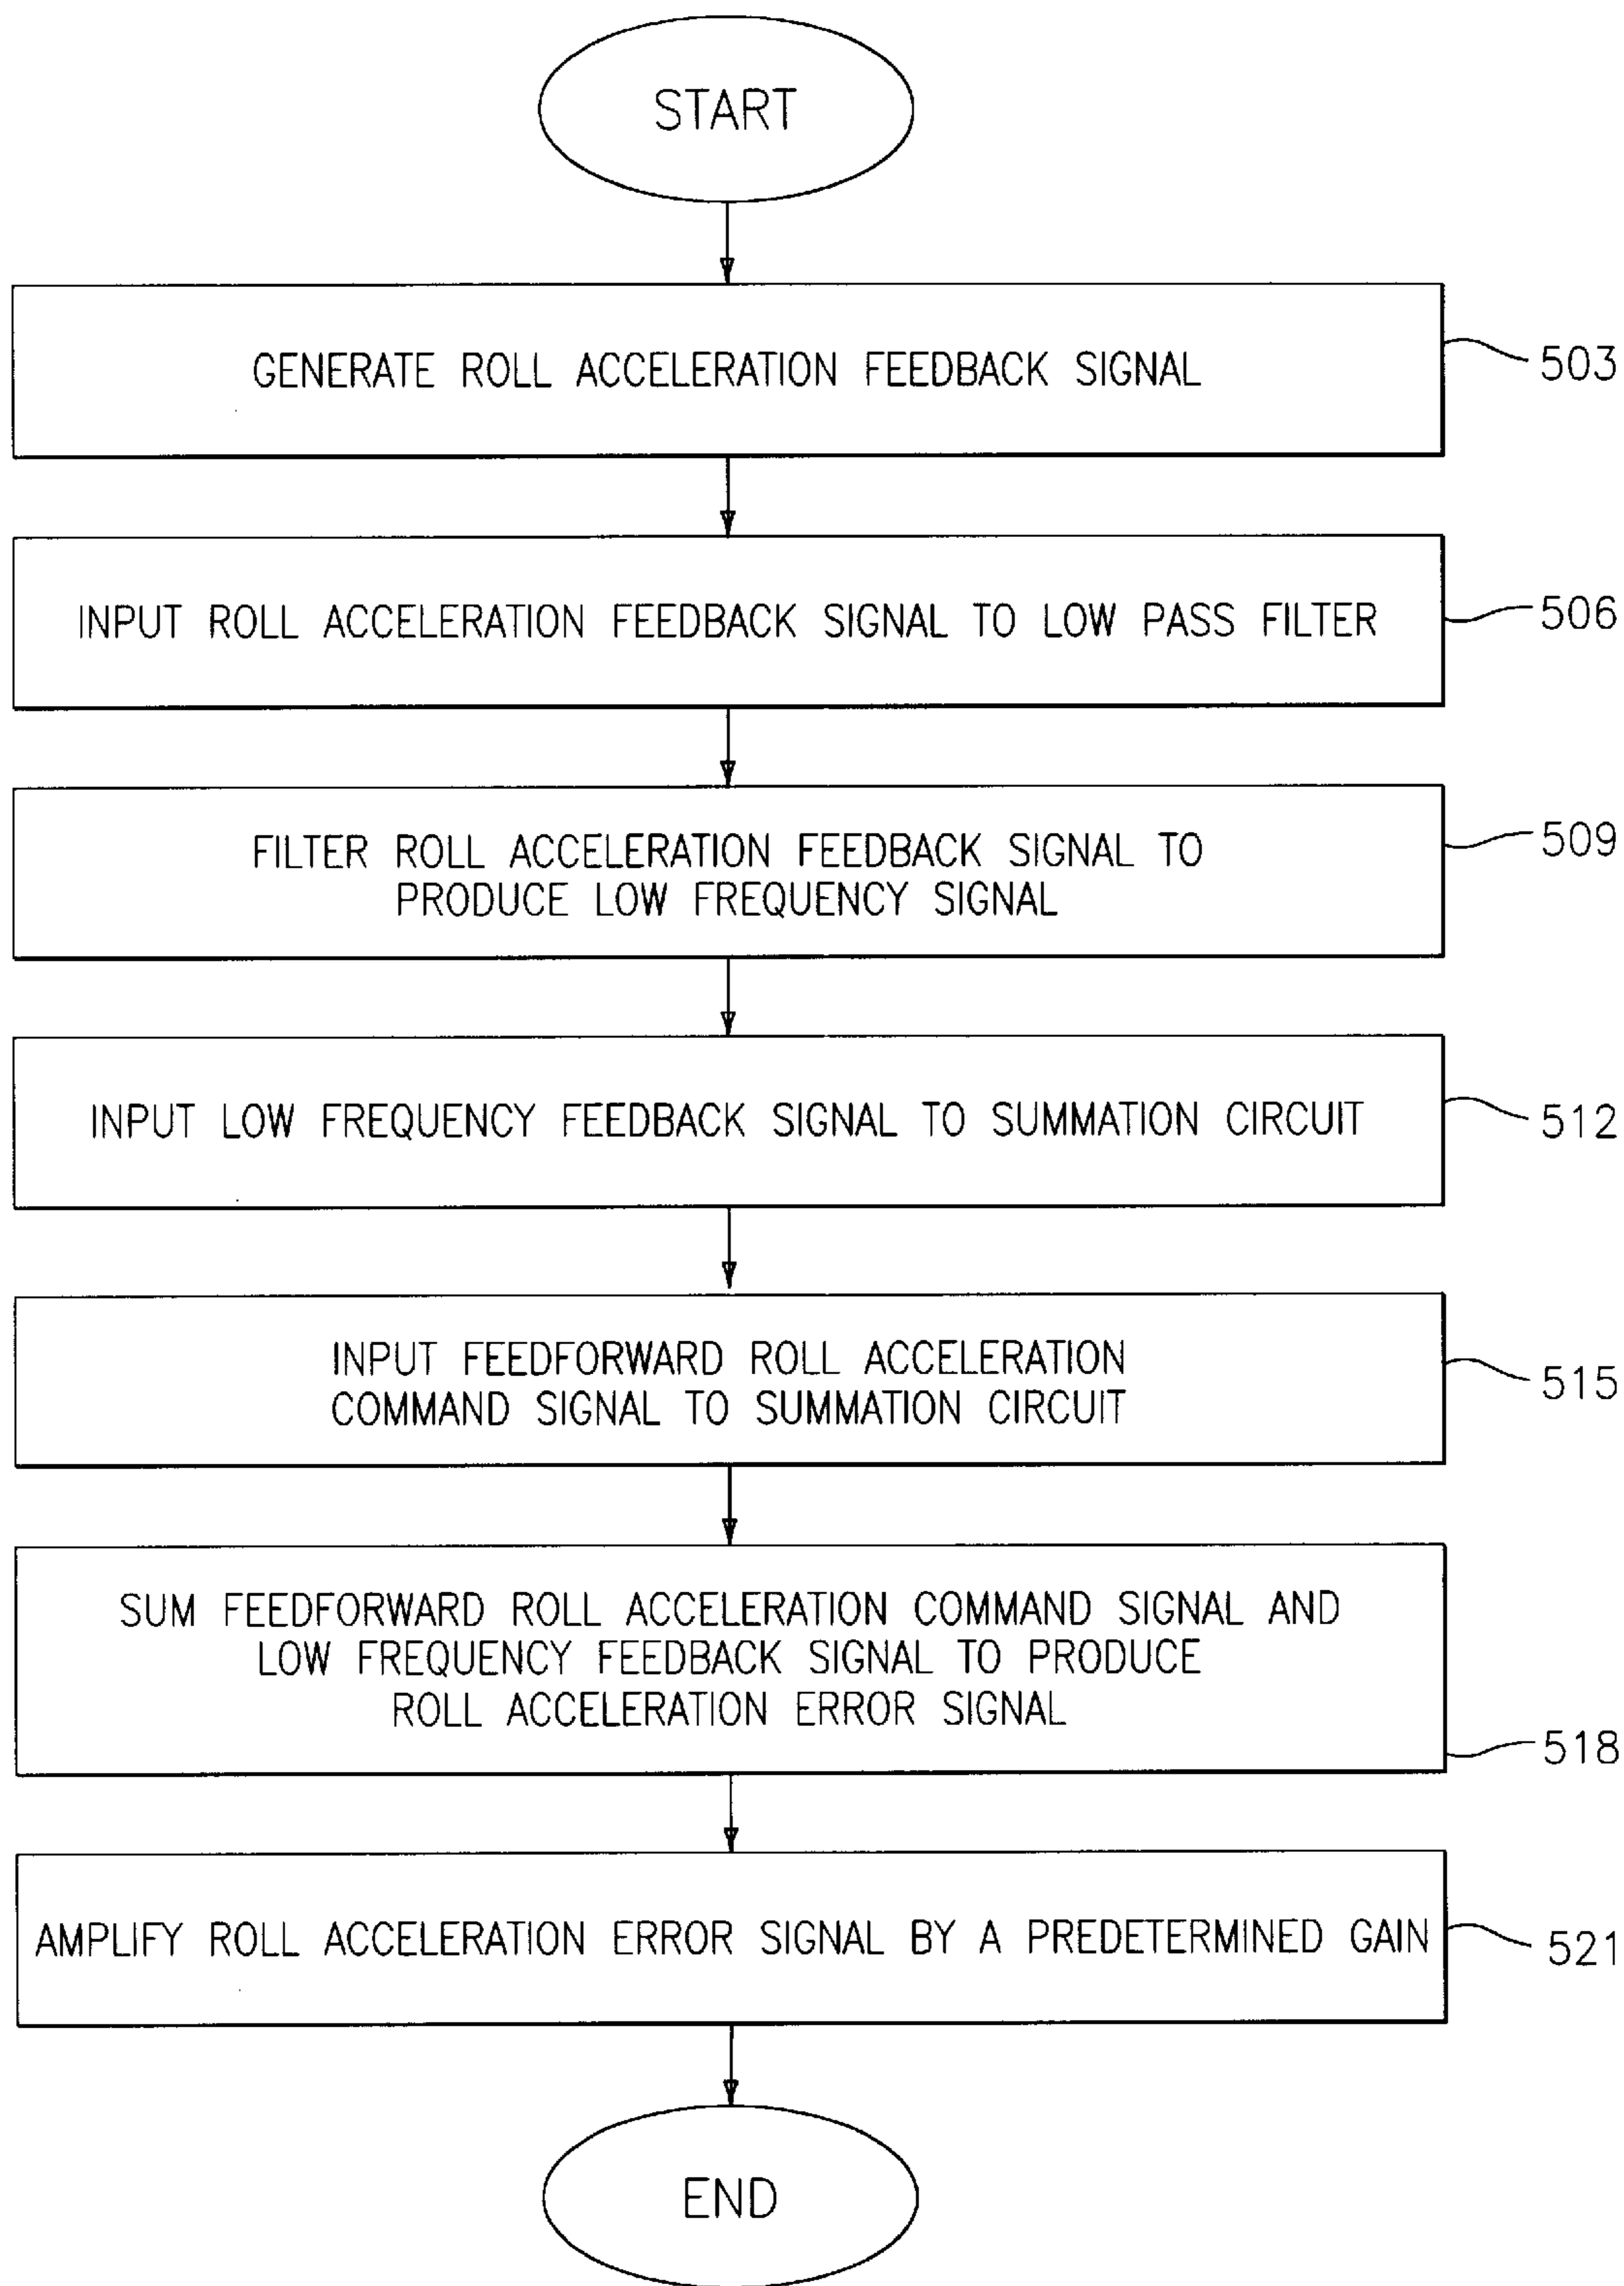 START
GENERATE ROLL ACCELERATION FEEDBACK SIGNAL
503
INPUT ROLL ACCELERATION FEEDBACK SIGNAL TO LOW PASS FILTER
506
FILTER ROLL ACCELERATION FEEDBACK SIGNAL TO
PRODUCE LOW FREQUENCY SIGNAL
509
INPUT LOW FREQUENCY FEEDBACK SIGNAL TO SUMMATION CIRCUIT
512
INPUT FEEDFORWARD ROLL ACCELERATION
COMMAND SIGNAL TO SUMMATION CIRCUIT
515
SUM FEEDFORWARD ROLL ACCELERATION COMMAND SIGNAL AND
LOW FREQUENCY FEEDBACK SIGNAL TO PRODUCE
ROLL ACCELERATION ERROR SIGNAL
518
AMPLIFY ROLL ACCELERATION ERROR SIGNAL BY A PREDETERMINED GAIN
521
END